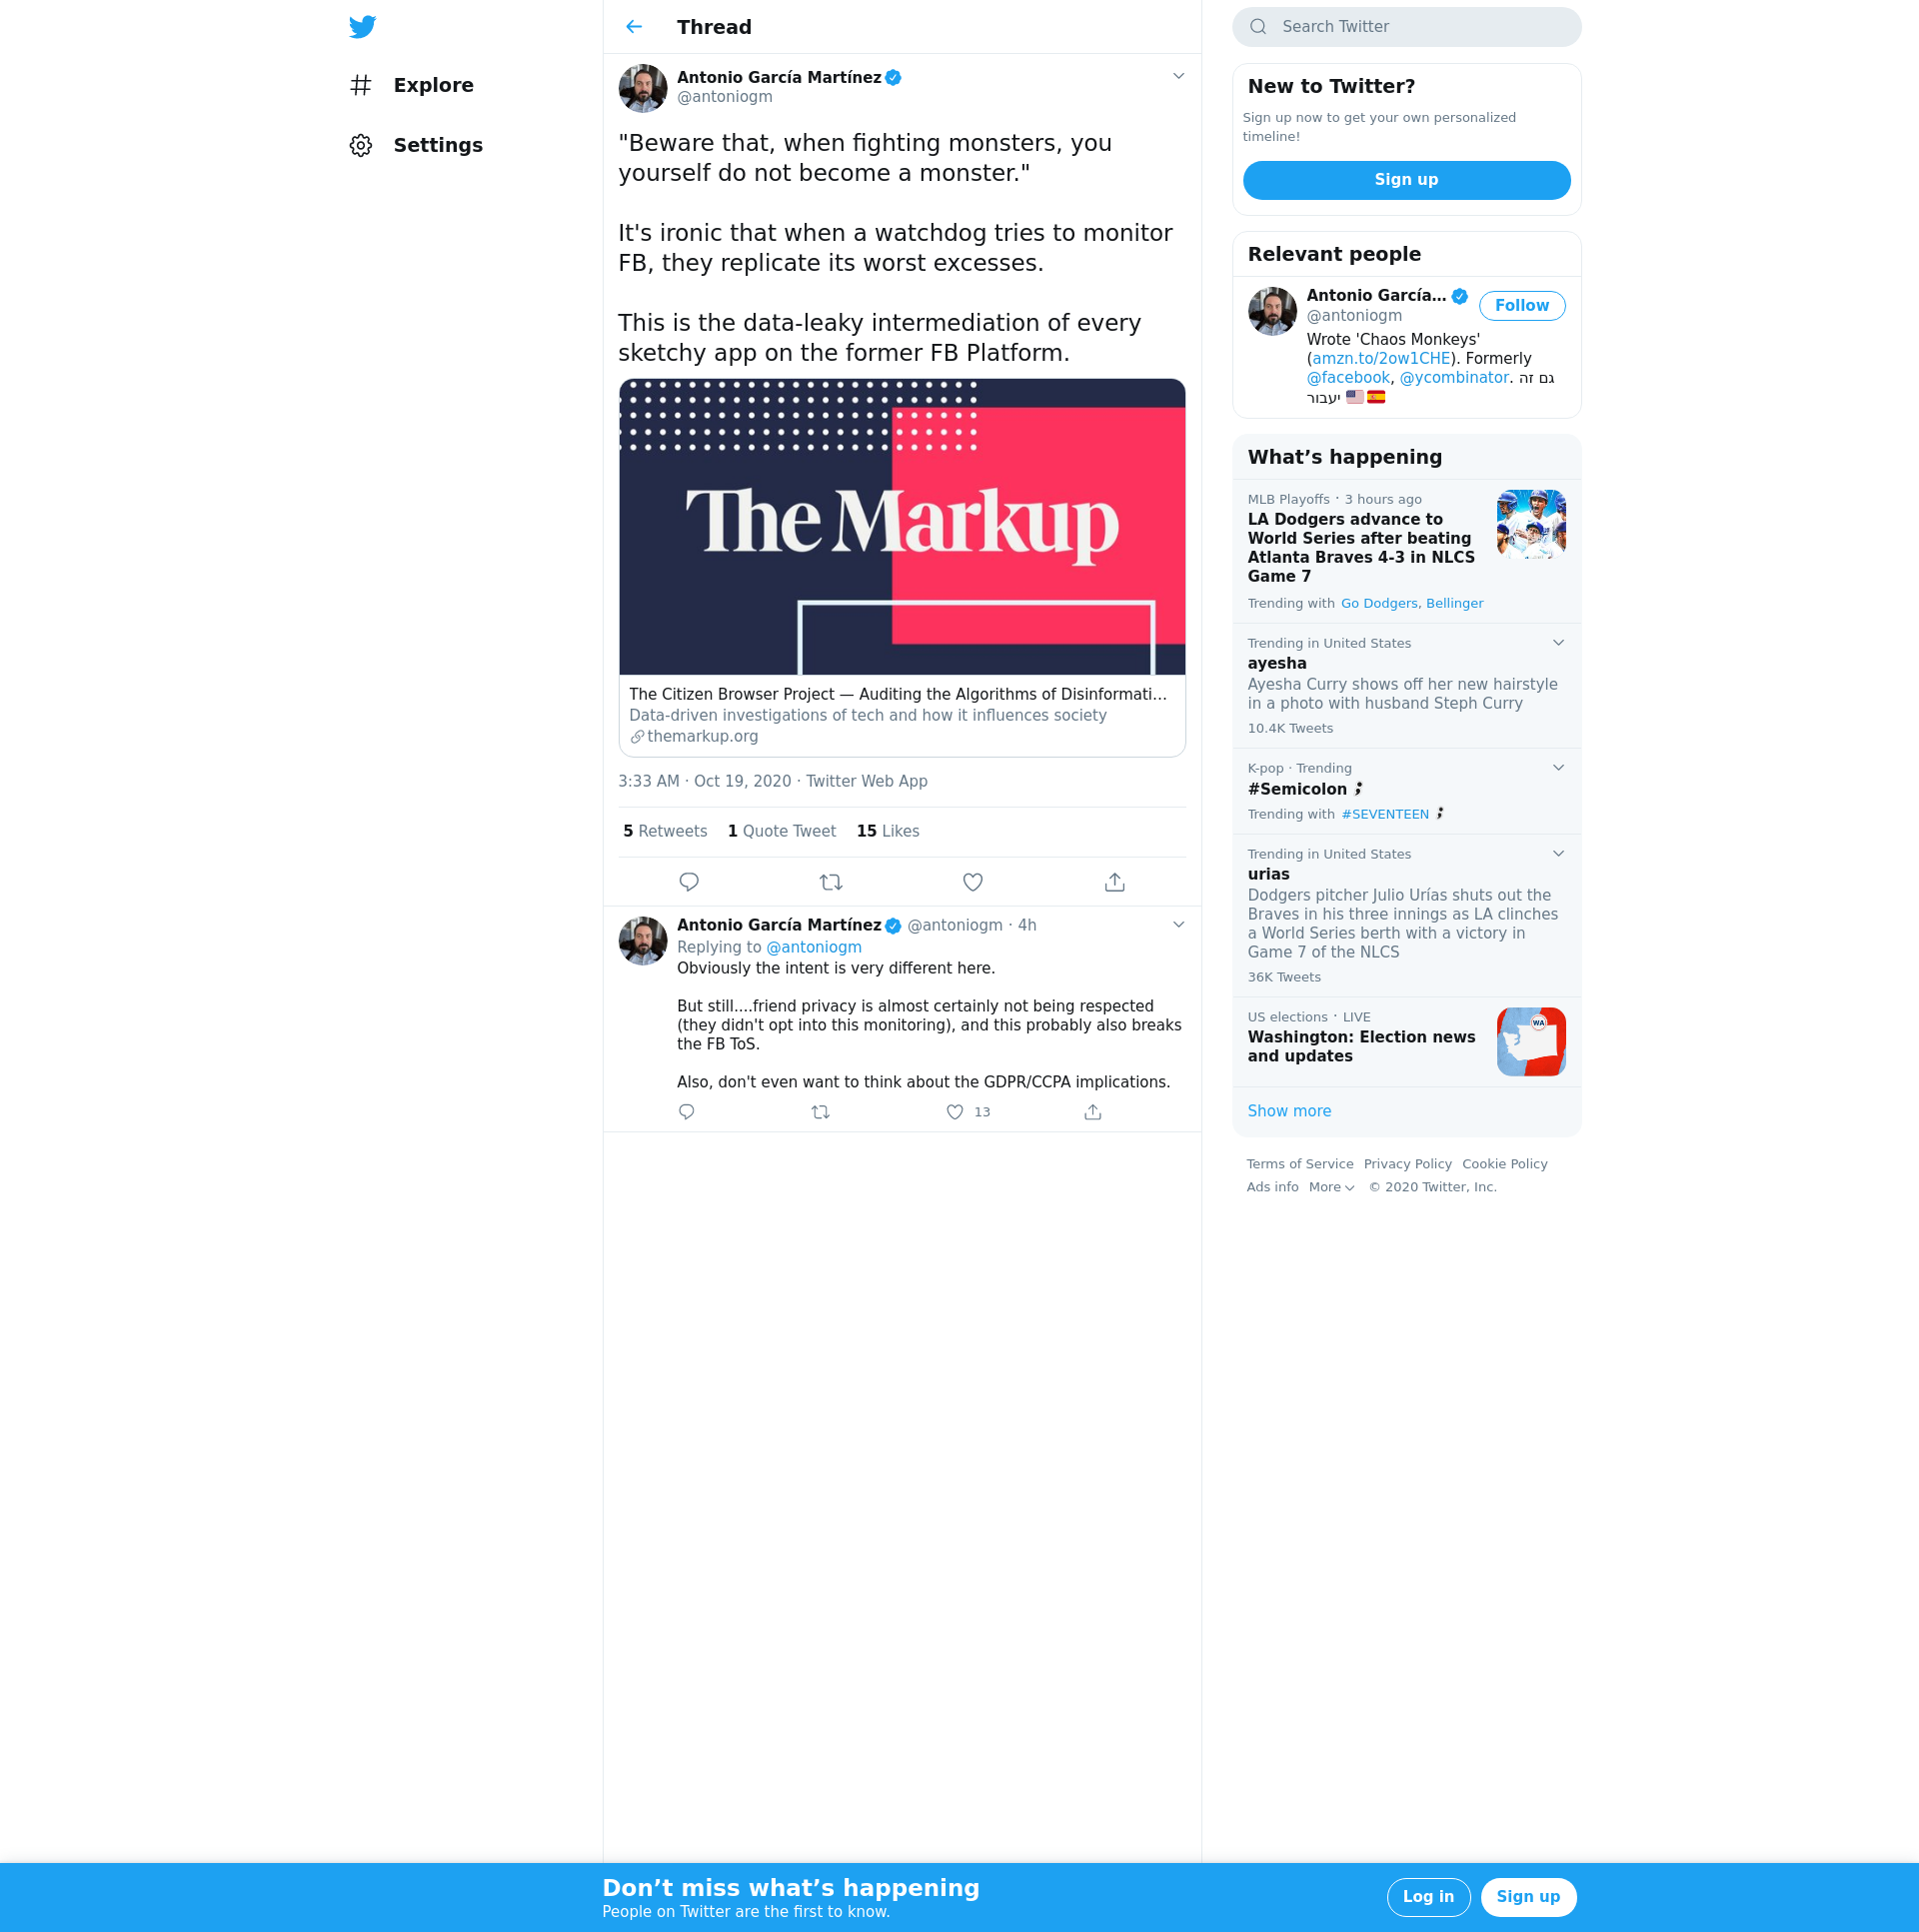 Explore
Settings
Thread
Antonio García Martínez
@antoniogm
"Beware that, when fighting monsters, you
yourself do not become a monster."
It's ironic that when a watchdog tries to monitor
FB, they replicate its worst excesses.
This is the data-leaky intermediation of every
sketchy app on the former FB Platform.
The Markup
The Citizen Browser Project — Auditing the Algorithms of Disinformati…
Data-driven investigations of tech and how it influences society
themarkup.org
3:33 AM · Oct 19, 2020 · Twitter Web App
5 Retweets 1 Quote Tweet 15 Likes
Antonio García Martínez @antoniogm · 4h
Replying to @antoniogm
Obviously the intent is very different here.
But still....friend privacy is almost certainly not being respected
(they didn't opt into this monitoring), and this probably also breaks
the FB ToS.
Also, don't even want to think about the GDPR/CCPA implications.
13
Search Twitter
New to Twitter?
Sign up now to get your own personalized
timeline!
Sign up
Relevant people
Antonio García…
@antoniogm
Follow
Wrote 'Chaos Monkeys'
(amzn.to/2ow1CHE). Formerly
@facebook, @ycombinator. גם זה
יעבור 🇺🇸🇪🇸
What’s happening
MLB Playoffs · 3 hours ago
LA Dodgers advance to
World Series after beating
Atlanta Braves 4-3 in NLCS
Game 7
Trending with Go Dodgers, Bellinger
Trending in United States
ayesha
Ayesha Curry shows off her new hairstyle
in a photo with husband Steph Curry
10.4K Tweets
K-pop · Trending
#Semicolon
Trending with #SEVENTEEN
Trending in United States
urias
Dodgers pitcher Julio Urías shuts out the
Braves in his three innings as LA clinches
a World Series berth with a victory in
Game 7 of the NLCS
36K Tweets
US elections · LIVE
Washington: Election news
and updates
WA
Show more
Terms of Service Privacy Policy Cookie Policy
Ads info More © 2020 Twitter, Inc.
Don’t miss what’s happening
People on Twitter are the first to know.
Log in
Sign up